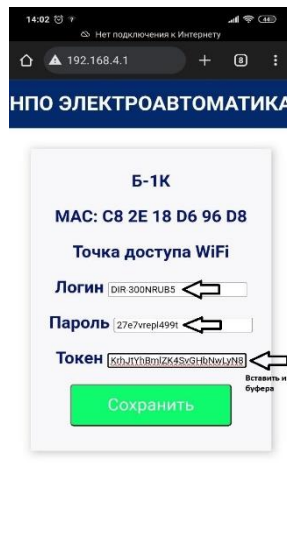 14:02
Нет подключения к Интернету
192.168.4.1
8
НПО ЭЛЕКТРОАВТОМАТИКА
Б-1К
MAC: C8 2E 18 D6 96 D8
Точка доступа WiFi
Логин DIR-300NRUB5
Пароль 27e7vrepl499t
Токен KrhJtYhBmlZK4SvGHbNwLyN8
Вставить и
буфера
Сохранить